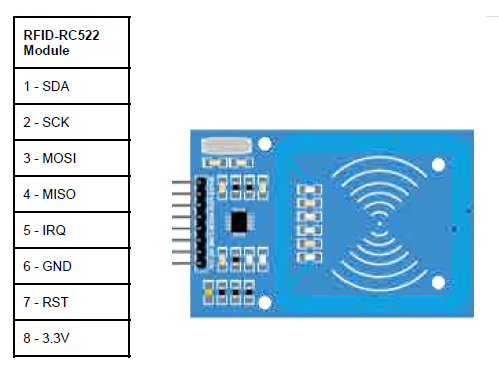 RFID-RC522
Module
1 - SDA
2 - SCK
3 - MOSI
4 - MISO
5 - IRQ
6 - GND
7 - RST
8 - 3.3V